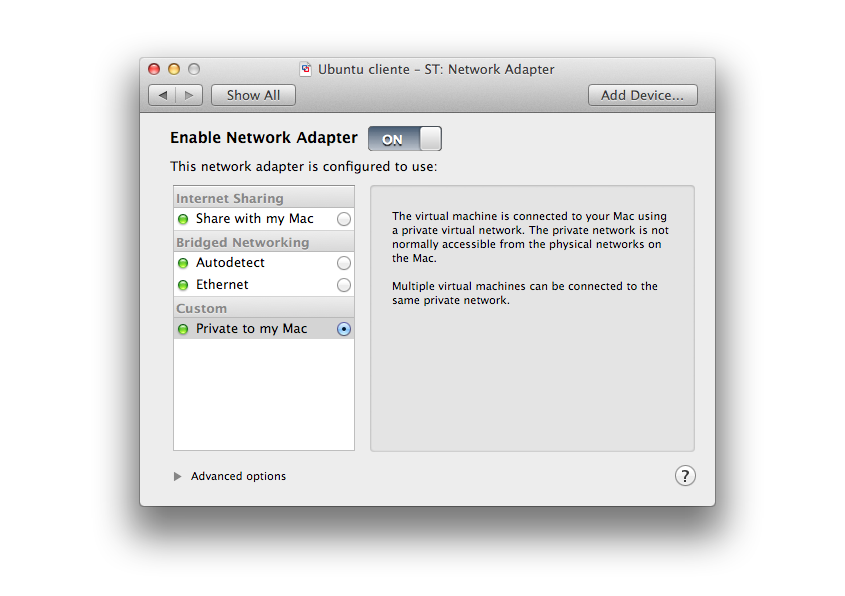 Ubuntu cliente – ST: Network Adapter
Show All
Add Device...
Enable Network Adapter
ON
This network adapter is configured to use:
Internet Sharing
Share with my Mac
Bridged Networking
Autodetect
Ethernet
Custom
Private to my Mac
The virtual machine is connected to your Mac using
a private virtual network. The private network is not
normally accessible from the physical networks on
the Mac.
Multiple virtual machines can be connected to the
same private network.
Advanced options
?